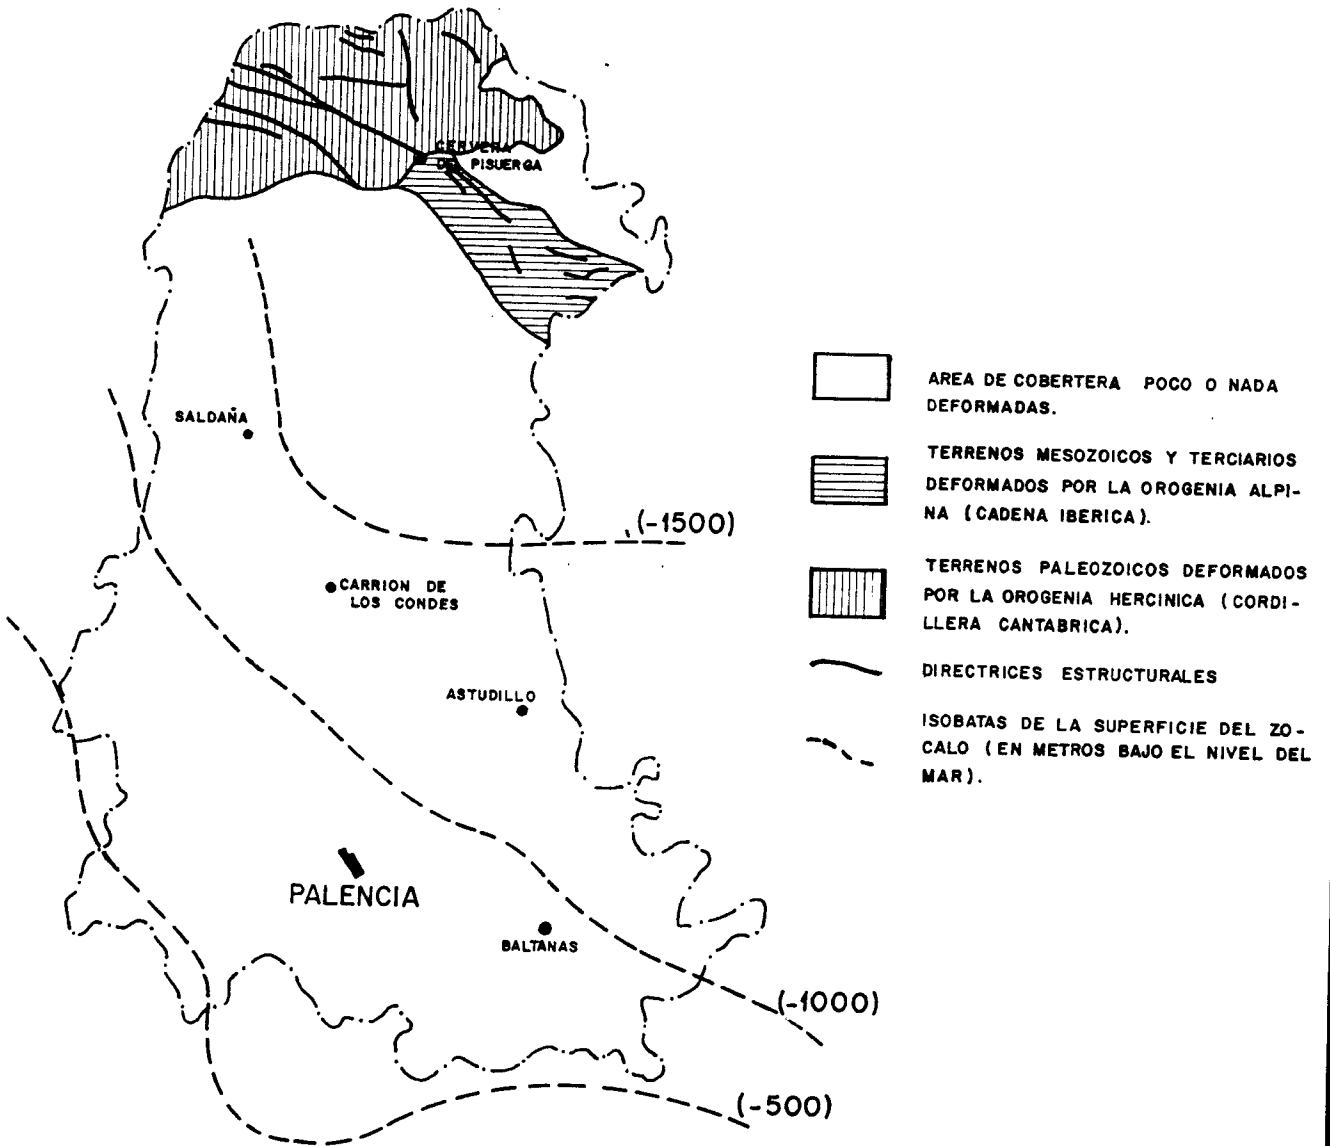 CERVERA
DEL PISUERGA
SALDAÑA
(-1500)
CARRION DE
LOS CONDES
ASTUDILLO
PALENCIA
BALTANAS
(-1000)
(-500)
AREA DE COBERTERA POCO O NADA
DEFORMADAS.
TERRENOS MESOZOICOS Y TERCIARIOS
DEFORMADOS POR LA OROGENIA ALPI-
NA (CADENA IBERICA).
TERRENOS PALEOZOICOS DEFORMADOS
POR LA OROGENIA HERCINICA (CORDI-
LLERA CANTABRICA).
DIRECTRICES ESTRUCTURALES
ISOBATAS DE LA SUPERFICIE DEL ZO-
CALO (EN METROS BAJO EL NIVEL DEL
MAR).